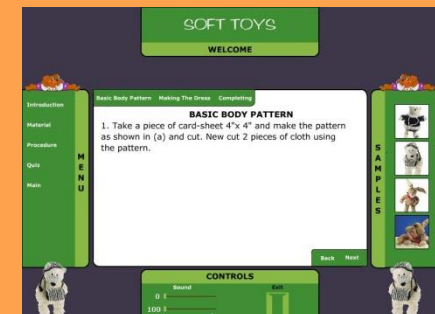 SOFT TOYS
WELCOME
Basic Body Pattern Making The Dress Completing
BASIC BODY PATTERN
1. Take a piece of card-sheet 4"x 4" and make the pattern
as shown in (a) and cut. New cut 2 pieces of cloth using
the pattern.
Introduction
Material
Procedure
Quiz
Main
MENU
SAMPLES
Back Next
CONTROLS
Sound Exit
0
100